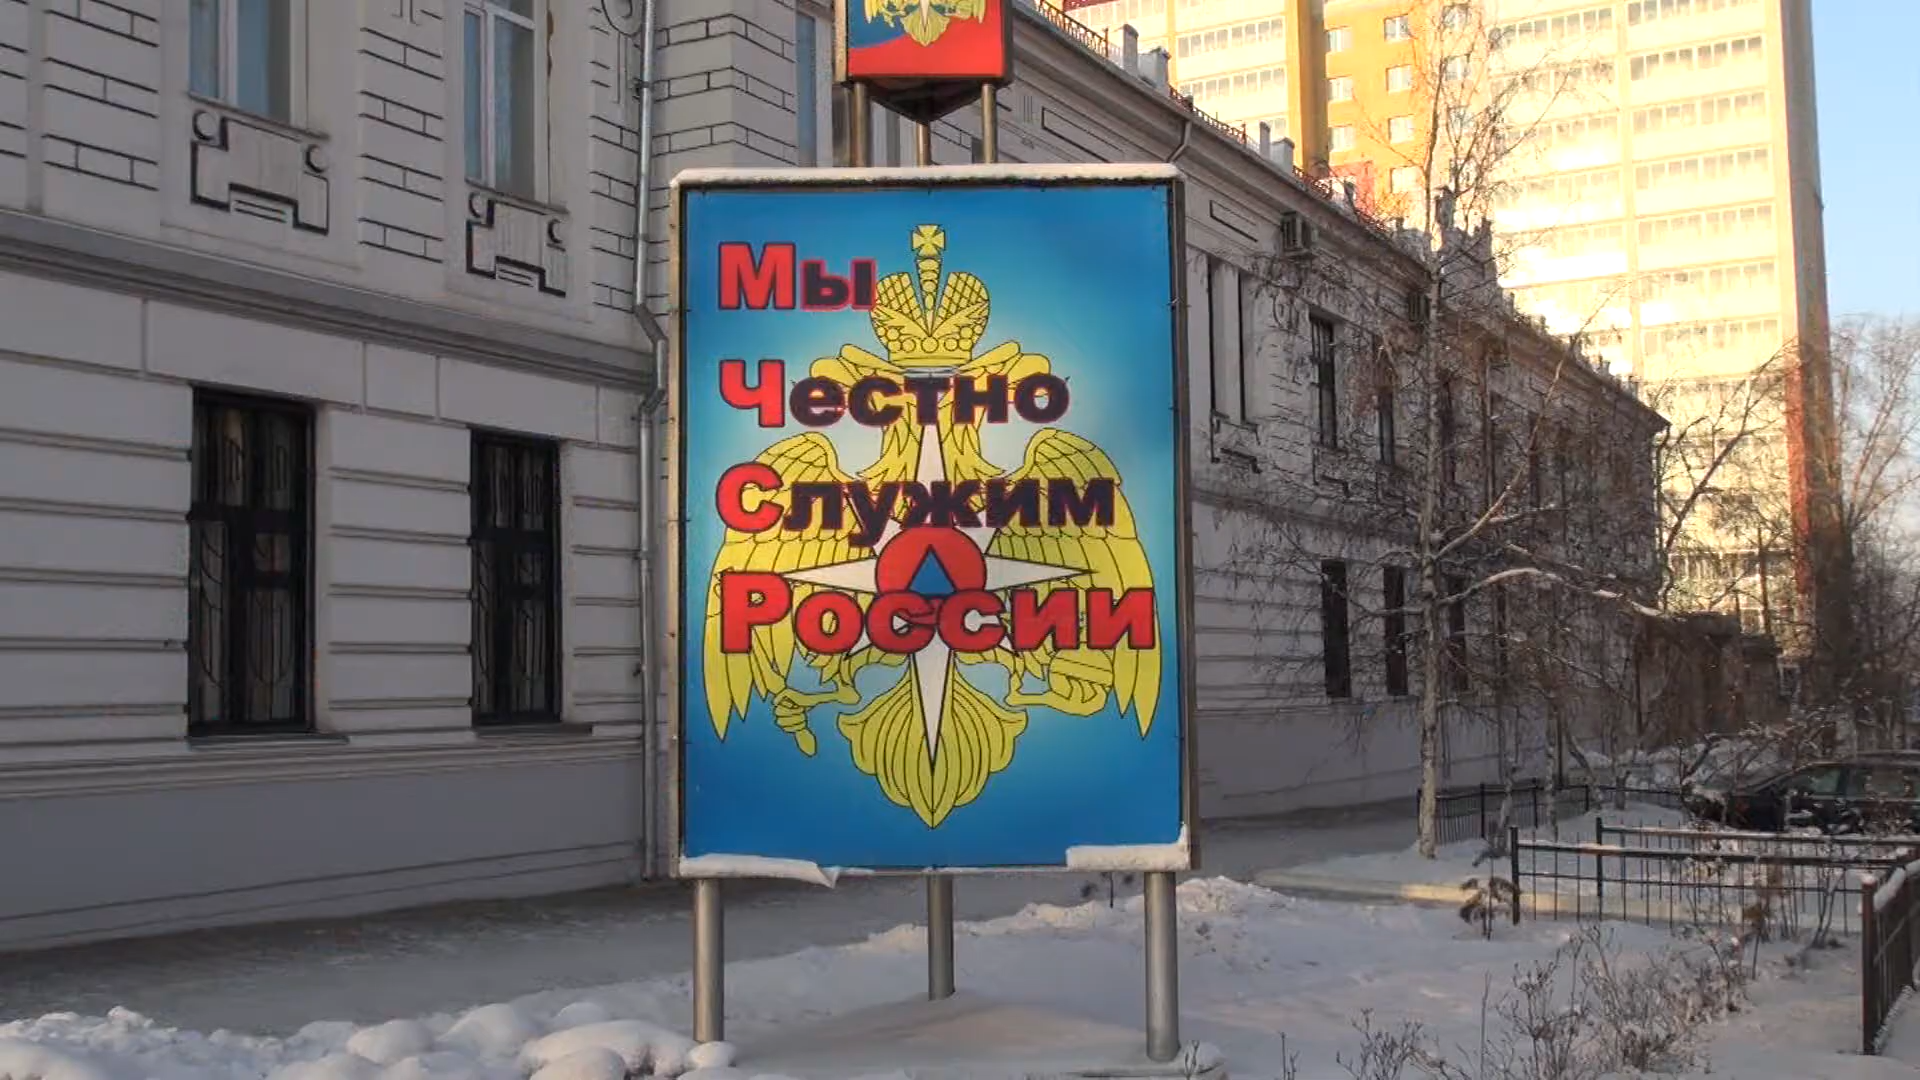 Мы
Честно
Служим
России